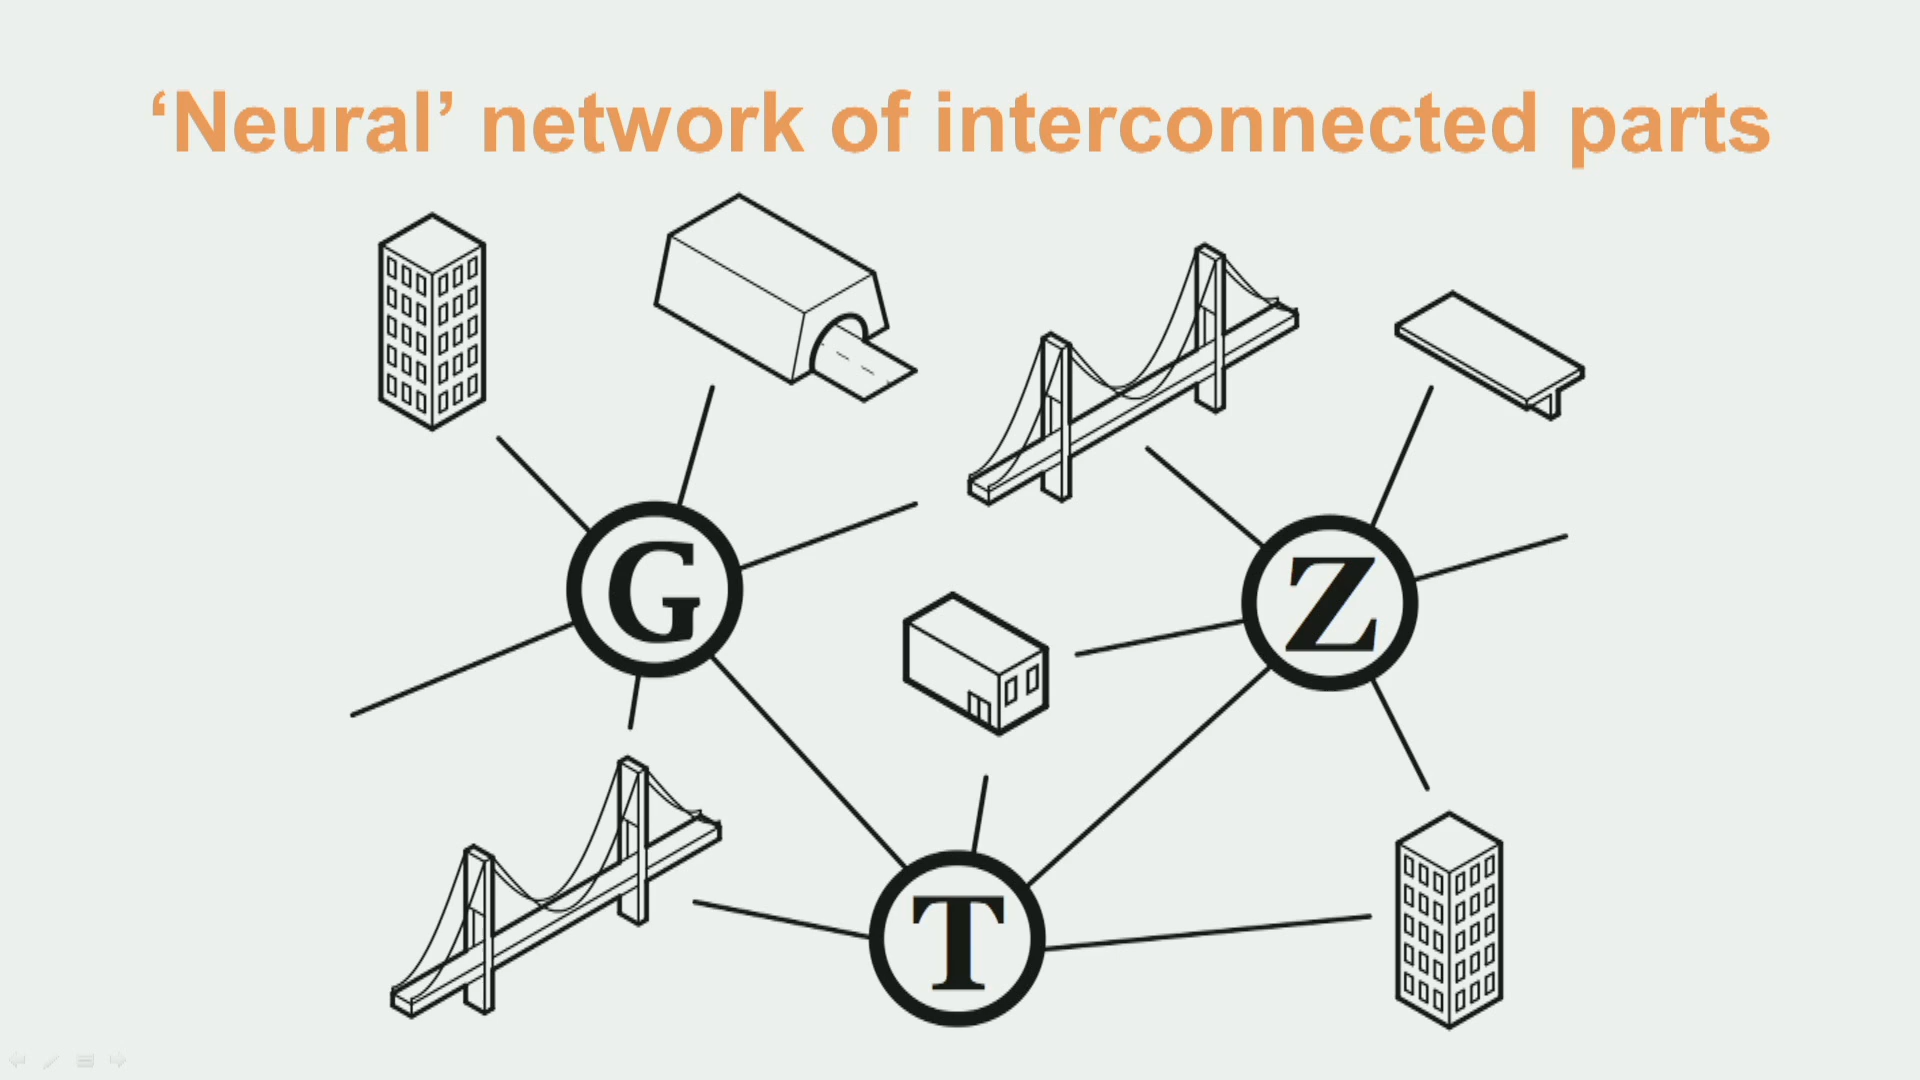 ‘Neural’ network of interconnected parts
G
Z
T